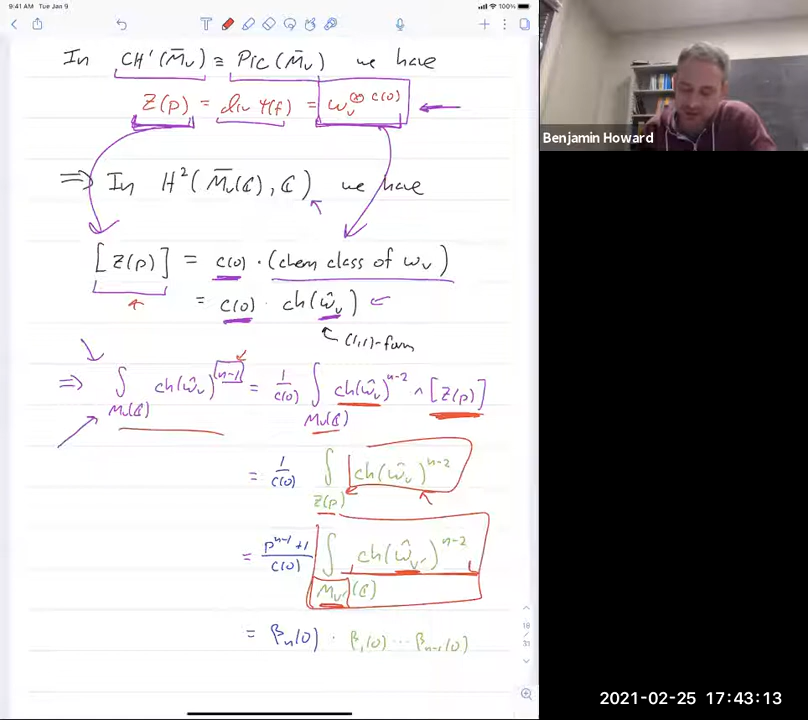 9:41 AM Tue Jan 9
100%
In CH¹(M̄_V) ≅ Pic(M̄_V) we have
Z(p) = div Ψ(f) = ω_V^{⊗ c(0)} ←
⇒ In H²(M̄_V(ℂ), ℂ) we have
[Z(p)] = c(0) · (chern class of ω_V)
= c(0) · ch(ω̂_V) ←
(1,1)-form
⇒ ∫_{M_V(ℂ)} ch(ω̂_V)^{n-1} = 1/c(0) ∫_{M_V(ℂ)} ch(ω̂_V)^{n-2} ∧ [Z(p)]
= 1/c(0) ∫_{Z(p)} ch(ω̂_V)^{n-2}
= (p^{n-1}+1)/c(0) ∫_{M_{V'}(ℂ)} ch(ω̂_{V'})^{n-2}
= β_n(0) · β_1(0) ⋯ β_{n-1}(0)
18
/
31
Benjamin Howard
2021-02-25 17:43:13